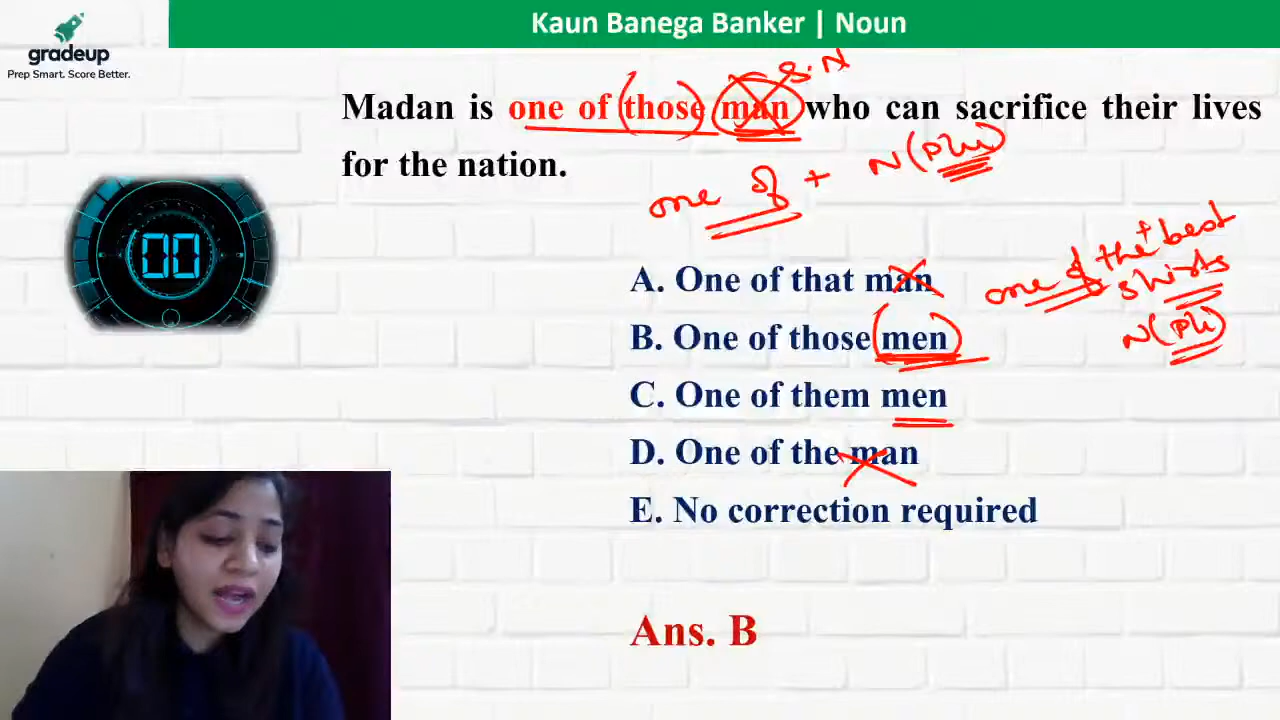 Kaun Banega Banker | Noun
gradeup
Prep Smart. Score Better.
S.N
Madan is one of those man who can sacrifice their lives
for the nation.
one of + N(Plu)
00
A. One of that man
one of the + best
shirts
N(Plu)
B. One of those men
C. One of them men
D. One of the man
E. No correction required
Ans. B